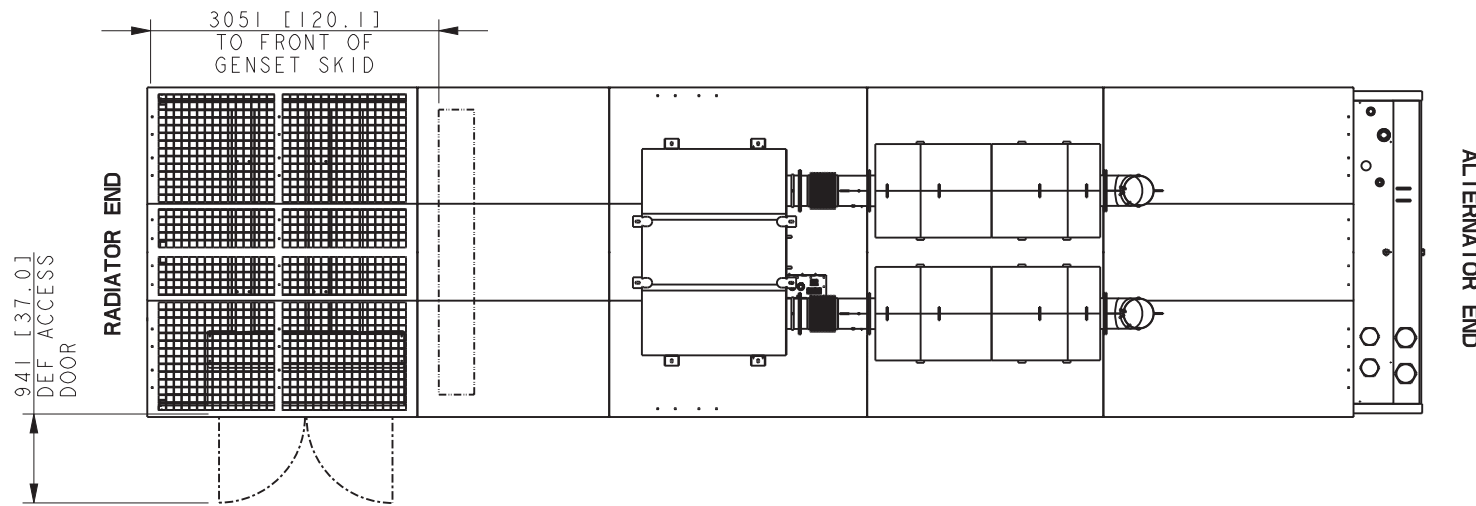 3051 [120.1]
TO FRONT OF
GENSET SKID
RADIATOR END
941 [37.0]
DEF ACCESS
DOOR
ALTERNATOR END